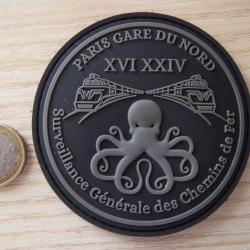 PARIS GARE DU NORD
XVI XXIV
Surveillance Générale des Chemins de Fer